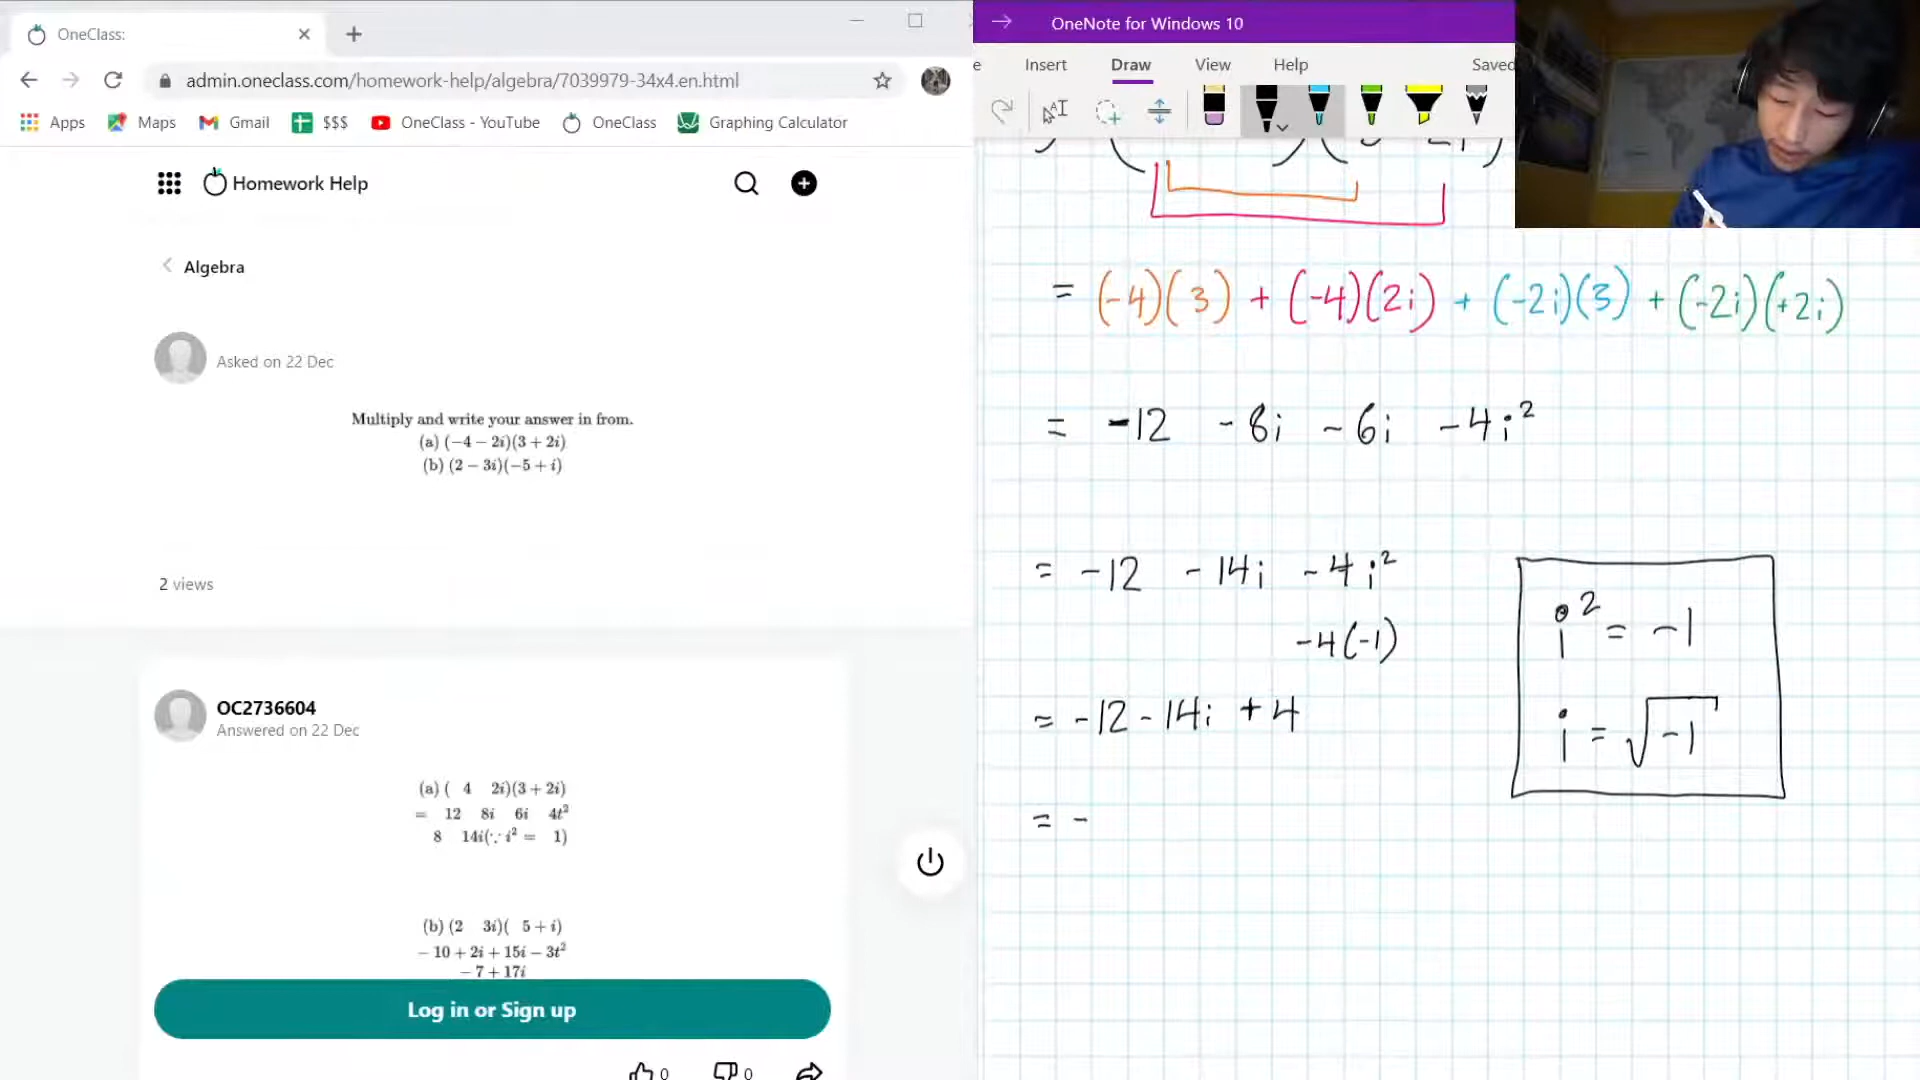 OneClass:
admin.oneclass.com/homework-help/algebra/7039979-34x4.en.html
Apps Maps Gmail $$$ OneClass - YouTube OneClass Graphing Calculator
Homework Help
Algebra
Asked on 22 Dec
Multiply and write your answer in from.
(a) (−4 − 2i)(3 + 2i)
(b) (2 − 3i)(−5 + i)
2 views
OC2736604
Answered on 22 Dec
(a) ( 4 2i)(3 + 2i)
= 12 8i 6i 4t²
8 14i(∵ i² = 1)
(b) (2 3i)( 5 + i)
− 10 + 2i + 15i − 3t²
− 7 + 17i
Log in or Sign up
0 0
OneNote for Windows 10
Insert Draw View Help Saved
= (-4)(3) + (-4)(2i) + (-2i)(3) + (-2i)(+2i)
= -12 - 8i - 6i - 4i²
= -12 - 14i - 4i²
-4(-1)
= -12 - 14i + 4
= -
i² = -1
i = √-1